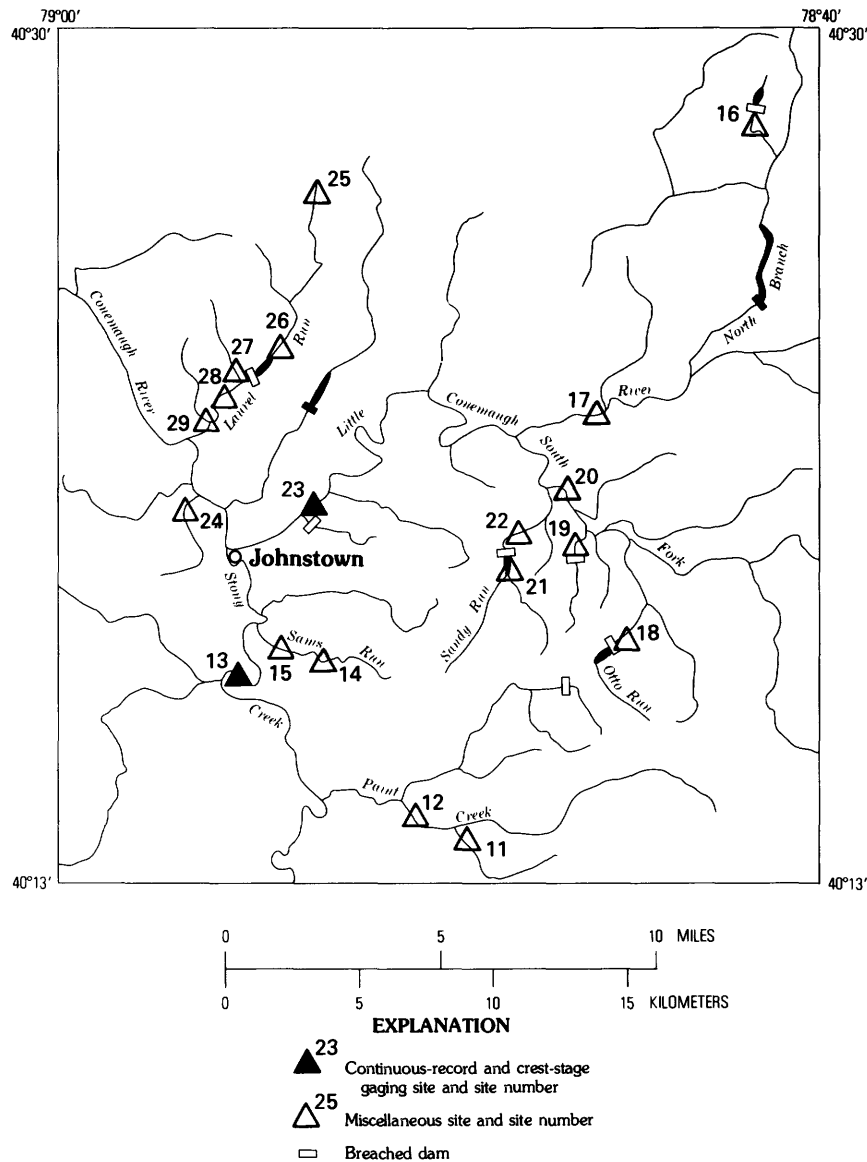 79°00'
78°40'
40°30'
40°30'
16
25
Branch
North
Conemaugh
River
26
Run
27
28
Laurel
29
Little
Conemaugh
River
17
South
20
23
24
22
19
Fork
Johnstown
21
Stony
Sandy Run
18
Sams
Run
15
14
13
Otto Run
Creek
Paint
12
Creek
11
40°13'
40°13'
0 5 10 MILES
0 5 10 15 KILOMETERS
EXPLANATION
23 Continuous-record and crest-stage
gaging site and site number
25 Miscellaneous site and site number
Breached dam